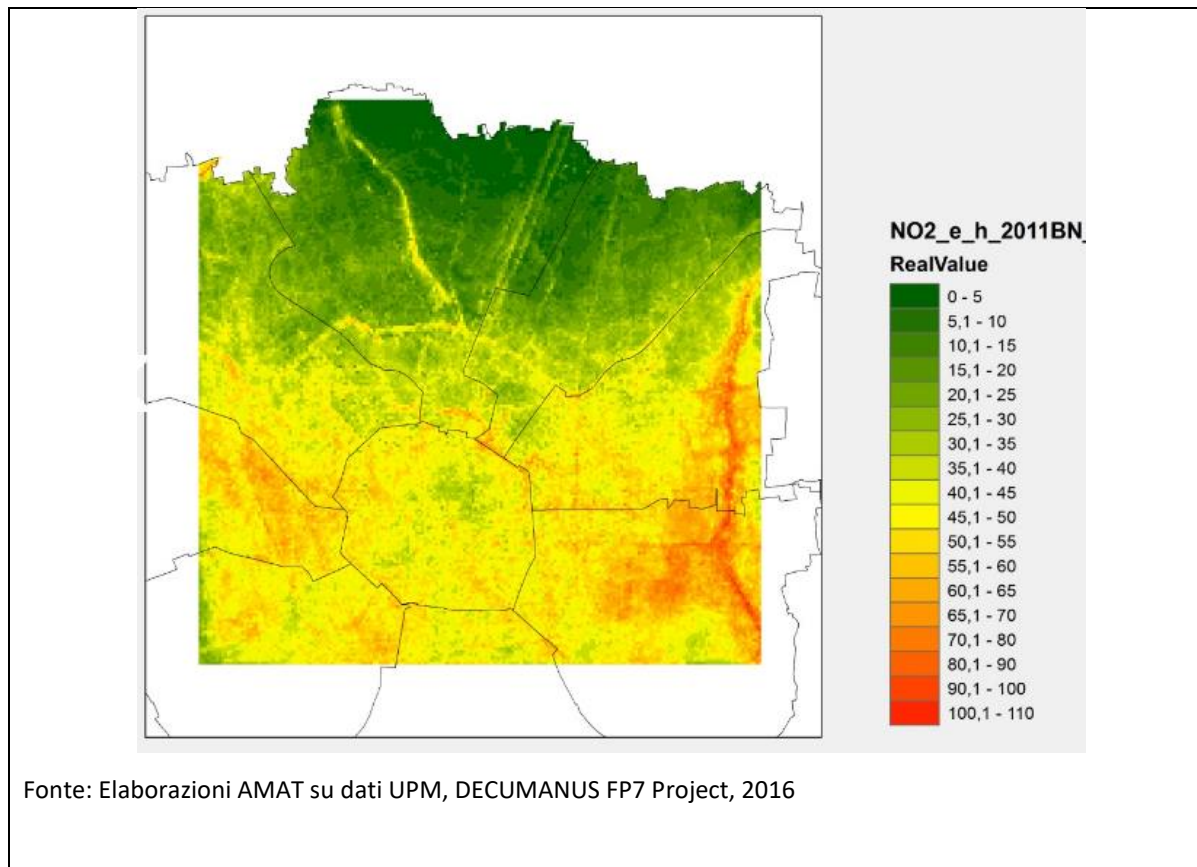 NO2_e_h_2011BN_
RealValue
0 - 5
5,1 - 10
10,1 - 15
15,1 - 20
20,1 - 25
25,1 - 30
30,1 - 35
35,1 - 40
40,1 - 45
45,1 - 50
50,1 - 55
55,1 - 60
60,1 - 65
65,1 - 70
70,1 - 80
80,1 - 90
90,1 - 100
100,1 - 110
Fonte: Elaborazioni AMAT su dati UPM, DECUMANUS FP7 Project, 2016